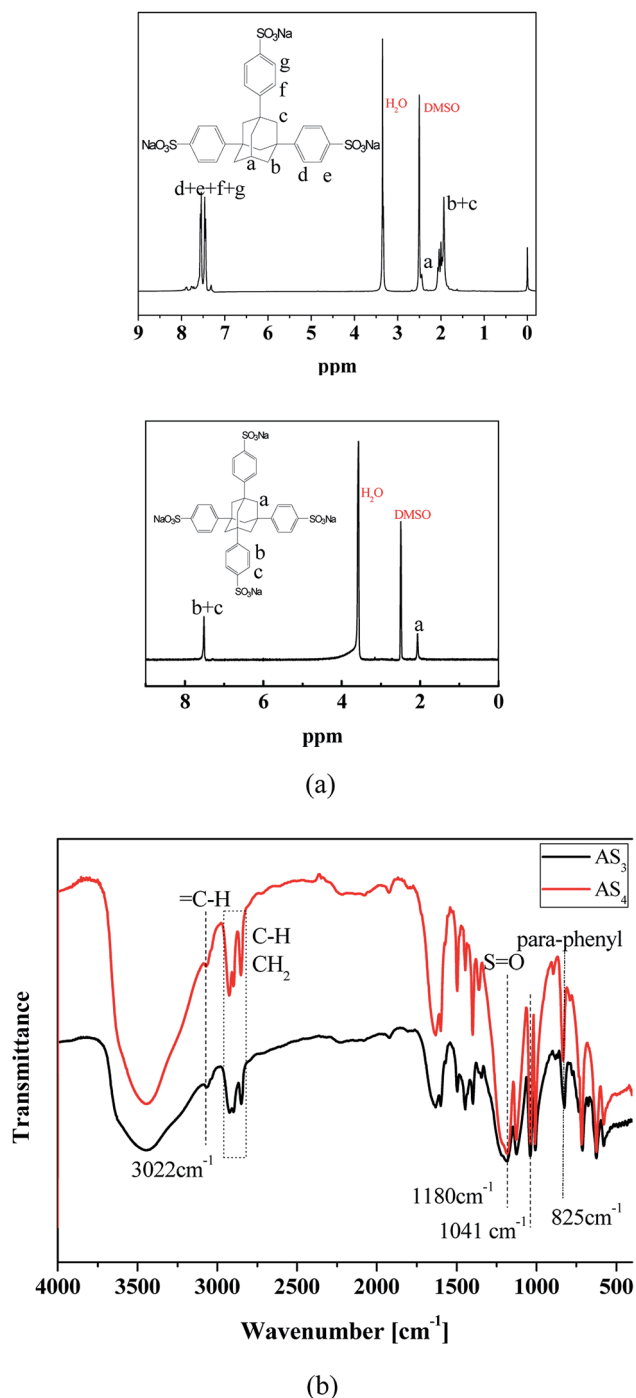 SO₃Na
g
f
c
NaO₃S
SO₃Na
a
b
d
e
H₂O
DMSO
d+e+f+g
b+c
a
9 8 7 6 5 4 3 2 1 0
ppm
SO₃Na
a
NaO₃S
SO₃Na
b
c
SO₃Na
H₂O
DMSO
b+c
a
8 6 4 2 0
ppm
(a)
AS₃
AS₄
=C-H
C-H
CH₂
S=O
para-phenyl
3022cm⁻¹
1180cm⁻¹
1041 cm⁻¹
825cm⁻¹
Transmittance
4000 3500 3000 2500 2000 1500 1000 500
Wavenumber [cm⁻¹]
(b)